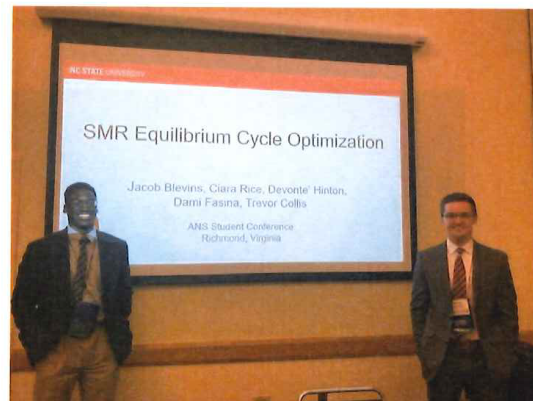 NC STATE UNIVERSITY
SMR Equilibrium Cycle Optimization
Jacob Blevins, Ciara Rice, Devonte' Hinton,
Dami Fasina, Trevor Collis
ANS Student Conference
Richmond, Virginia